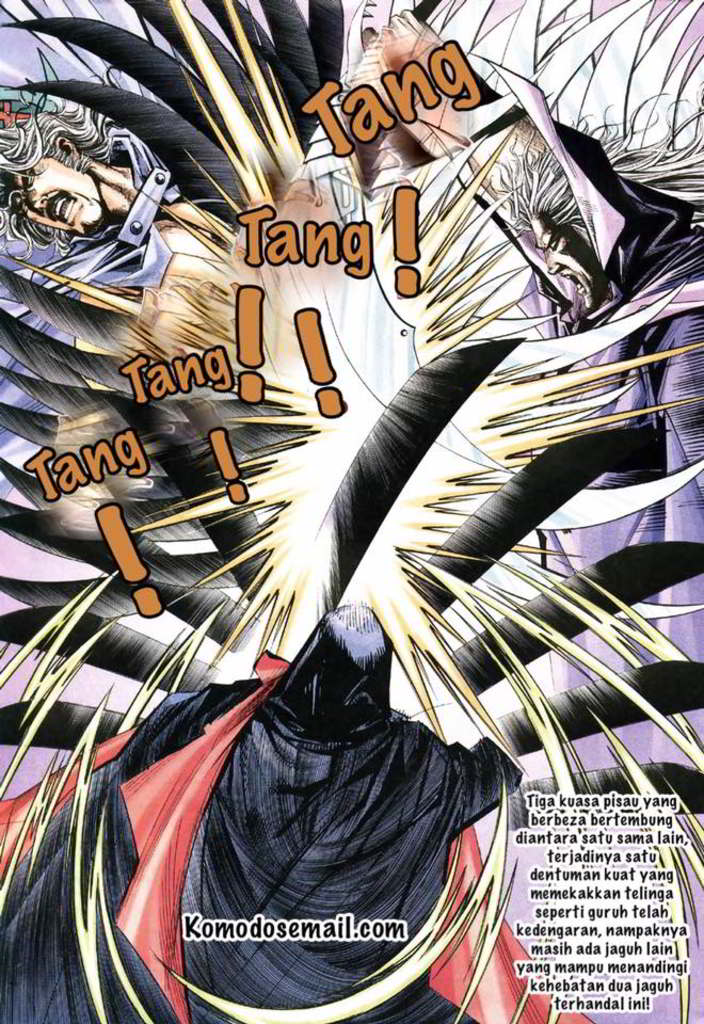 Tang
!
Tang
!
Tang
!
Tang
!
!
Tiga kuasa pisau yang
berbeza bertembung
diantara satu sama lain,
terjadinya satu
dentuman kuat yang
memekakkan telinga
seperti guruh telah
kedengaran, nampaknya
masih ada jaguh lain
yang mampu menandingi
kehebatan dua jaguh
terhandal ini!
Komodosemail.com